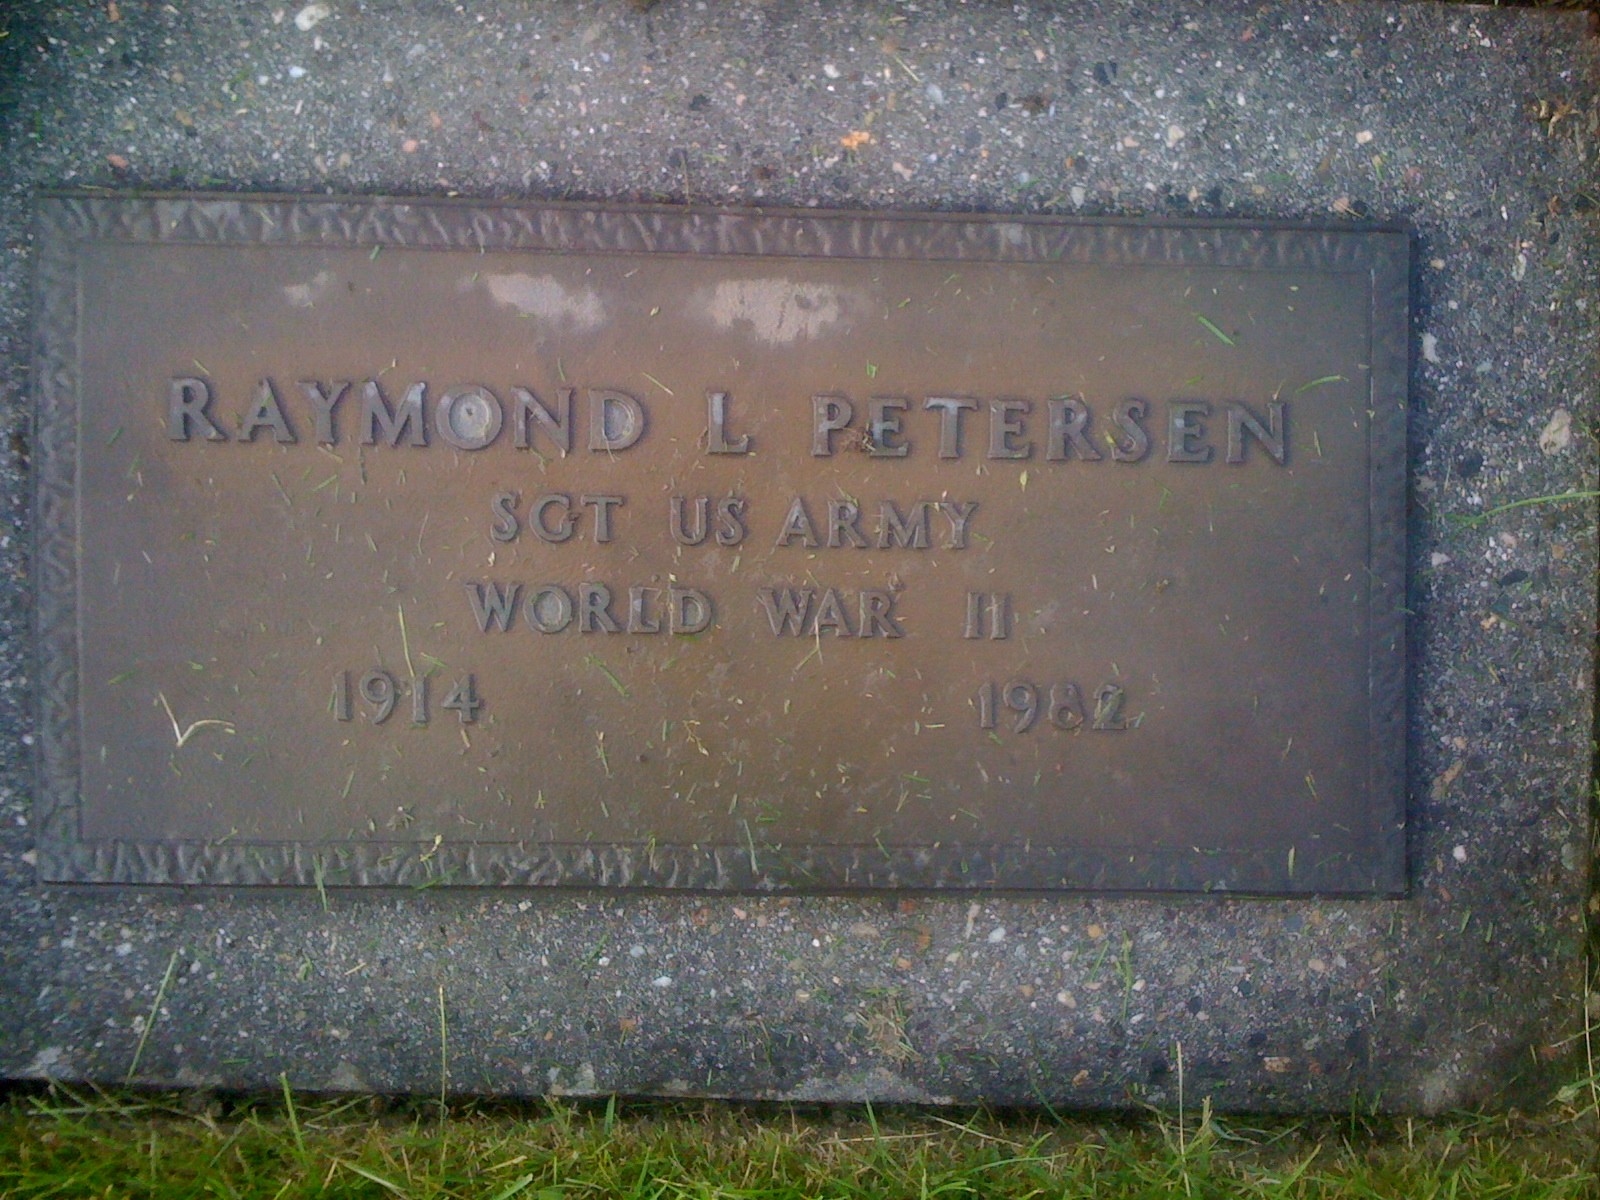 RAYMOND L PETERSEN
SGT US ARMY
WORLD WAR II
1914 1982